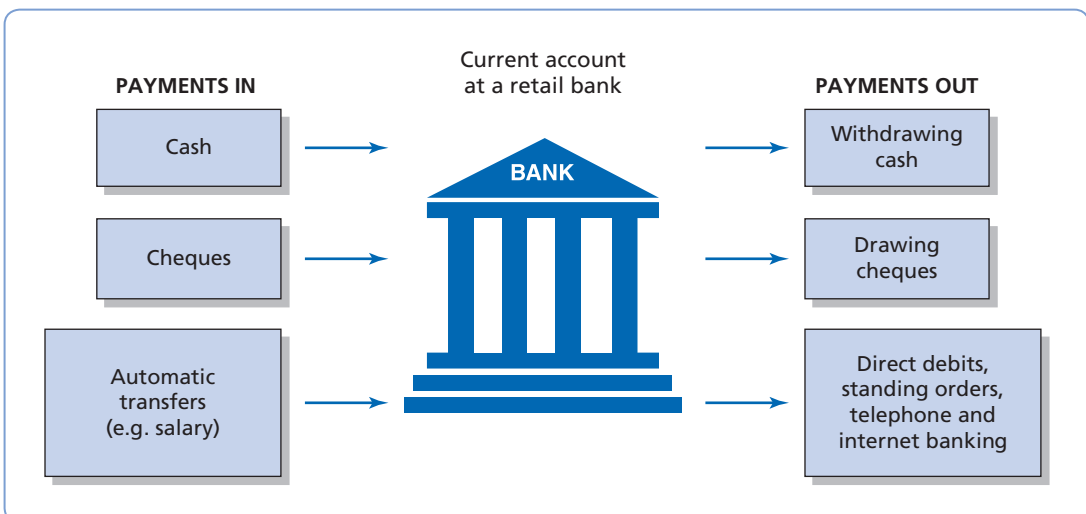 Current account
at a retail bank
PAYMENTS IN
PAYMENTS OUT
Cash
BANK
Withdrawing
cash
Cheques
Drawing
cheques
Automatic
transfers
(e.g. salary)
Direct debits,
standing orders,
telephone and
internet banking